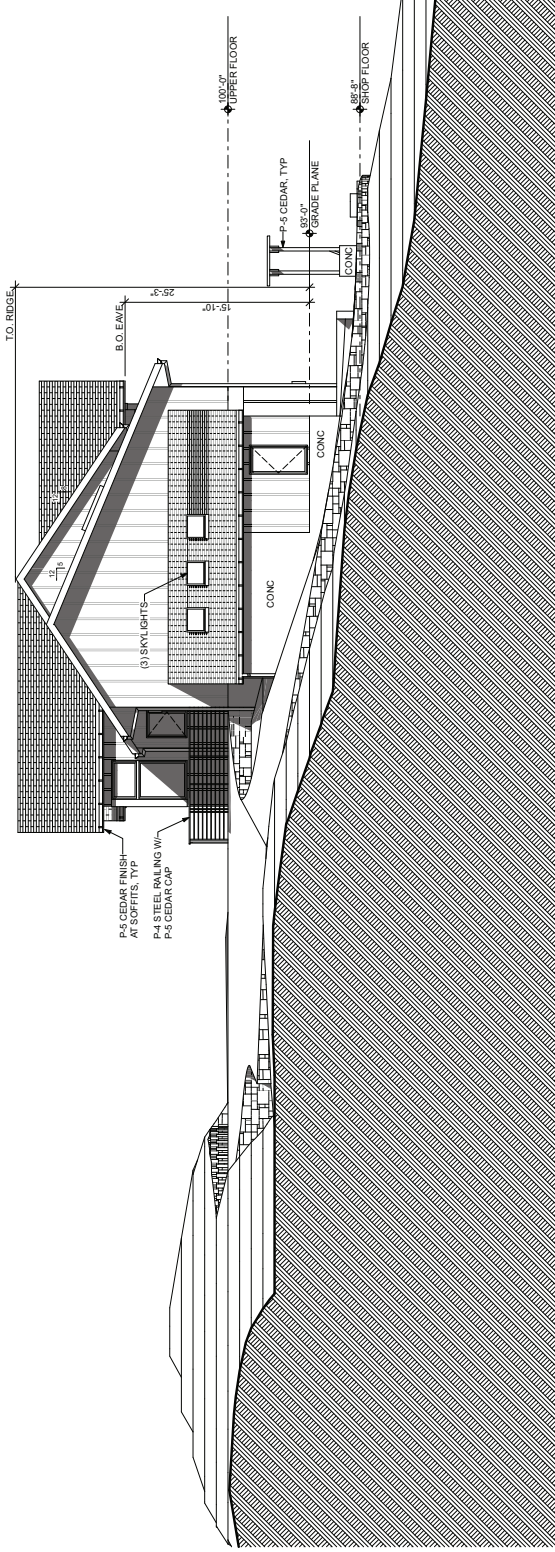 T.O. RIDGE
B.O. EAVE
25'-3"
15'-10"
100'-0"
UPPER FLOOR
P-5 CEDAR, TYP
93'-0"
GRADE PLANE
88'-8"
SHOP FLOOR
CONC
12
5
12
(3) SKYLIGHTS
CONC
CONC
P-5 CEDAR FINISH
AT SOFFITS, TYP
P-4 STEEL RAILING W/
P-5 CEDAR CAP